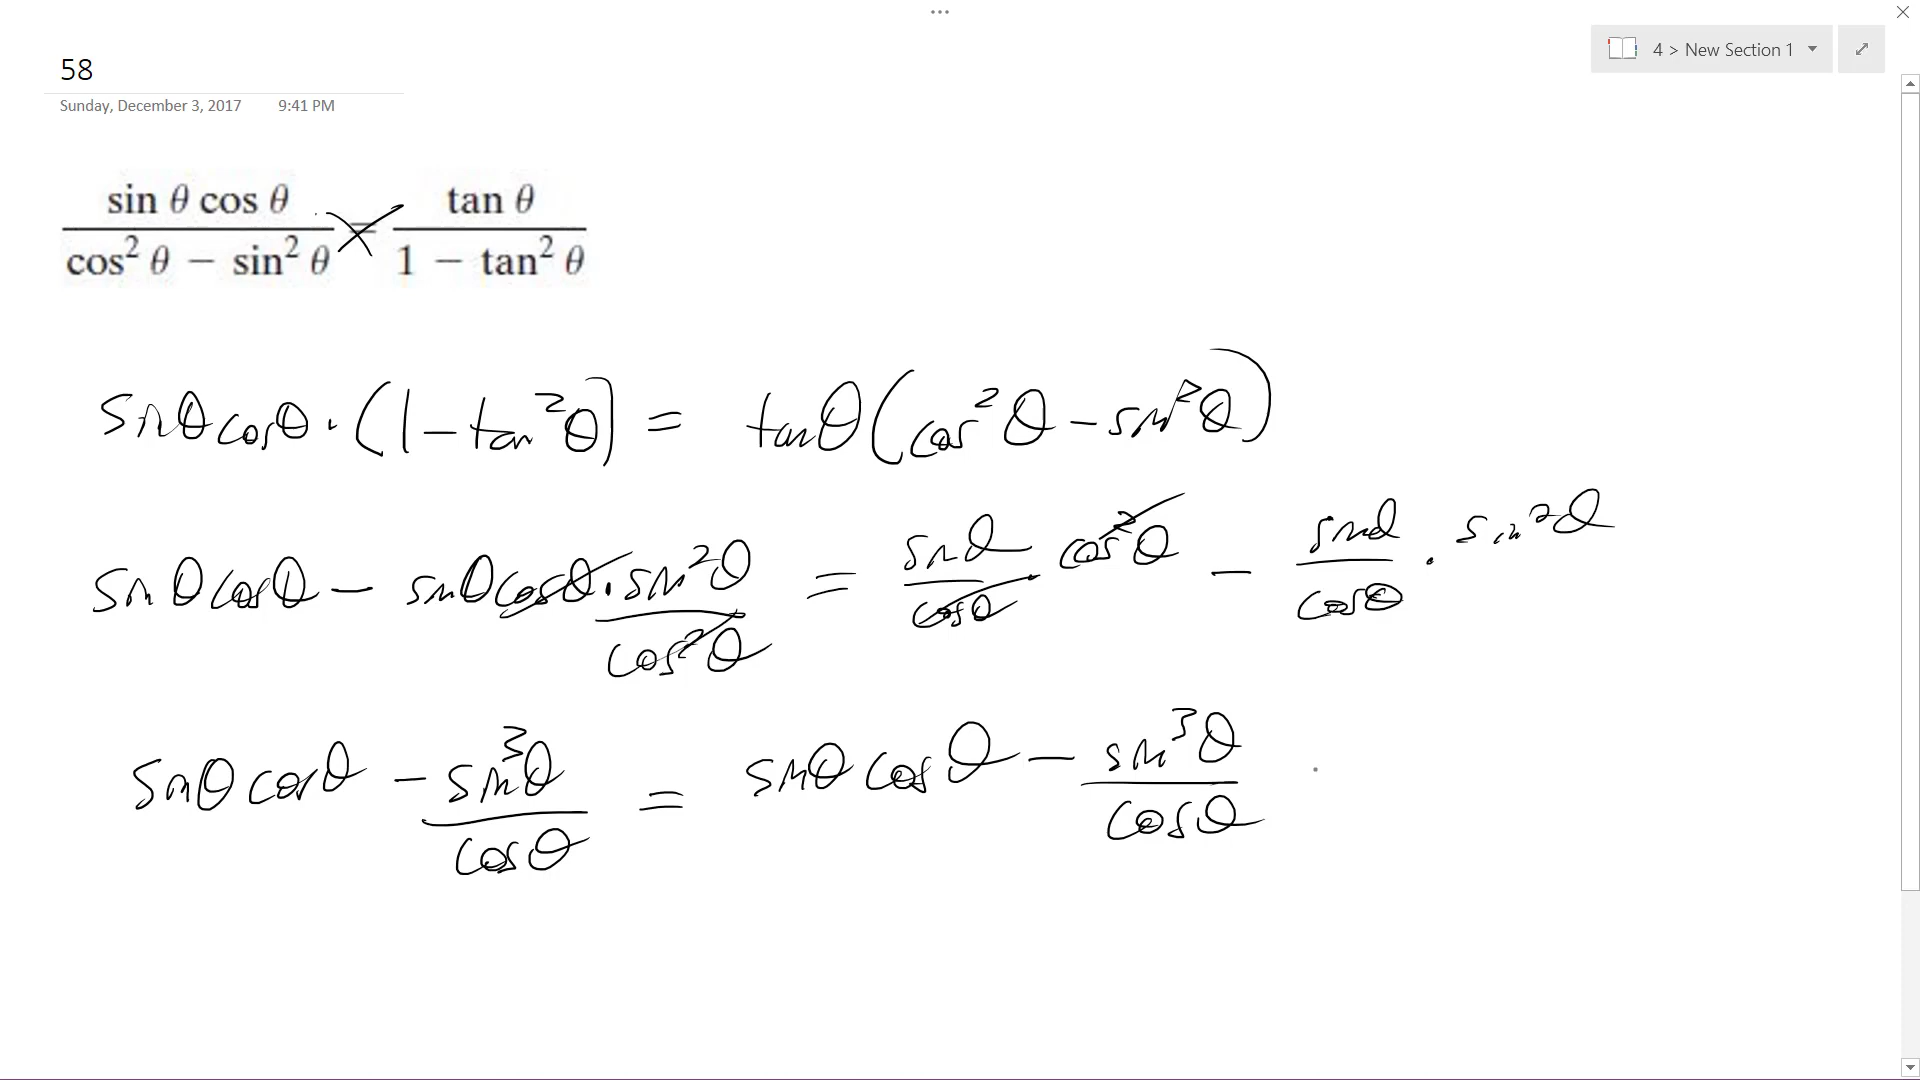 4 > New Section 1
58
Sunday, December 3, 2017 9:41 PM
sin θ cos θ / cos² θ − sin² θ = tan θ / 1 − tan² θ
sinθ cosθ · (1 − tan²θ) = tanθ (cos²θ − sin²θ)
sinθ cosθ − sinθ cosθ · sin²θ / cos²θ = sinθ / cosθ cos²θ − sinθ / cosθ · sin²θ
sinθ cosθ − sin³θ / cosθ = sinθ cosθ − sin³θ / cosθ